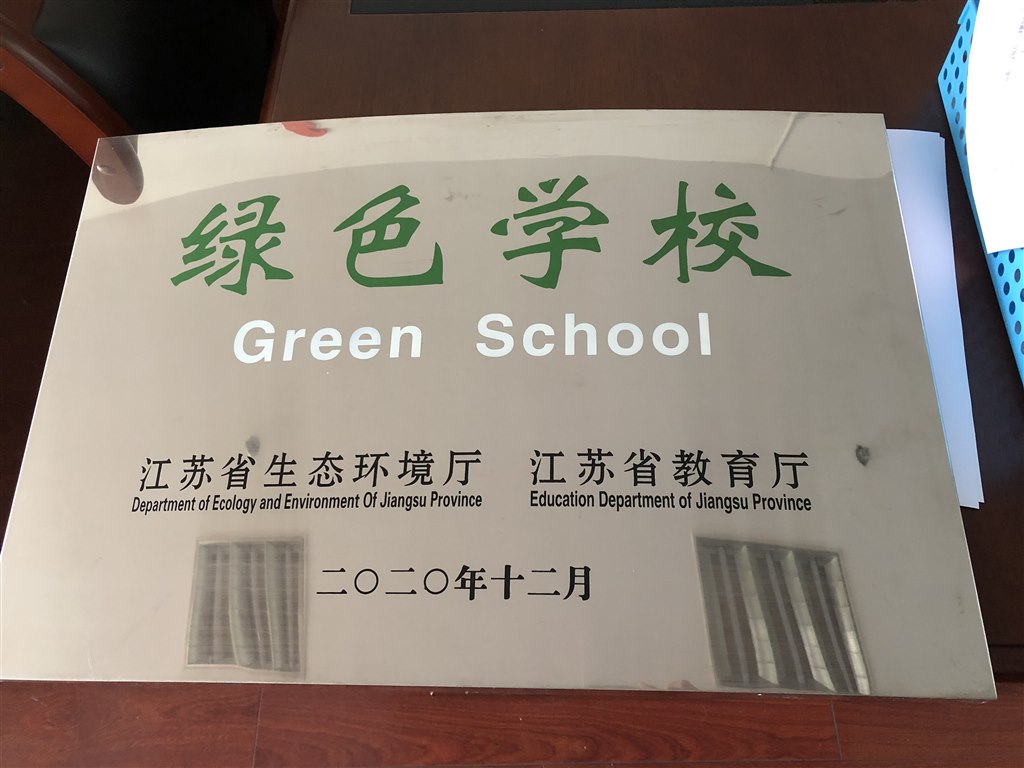 绿色学校
Green School
江苏省生态环境厅 江苏省教育厅
Department of Ecology and Environment Of Jiangsu Province Education Department of Jiangsu Province
二〇二〇年十二月